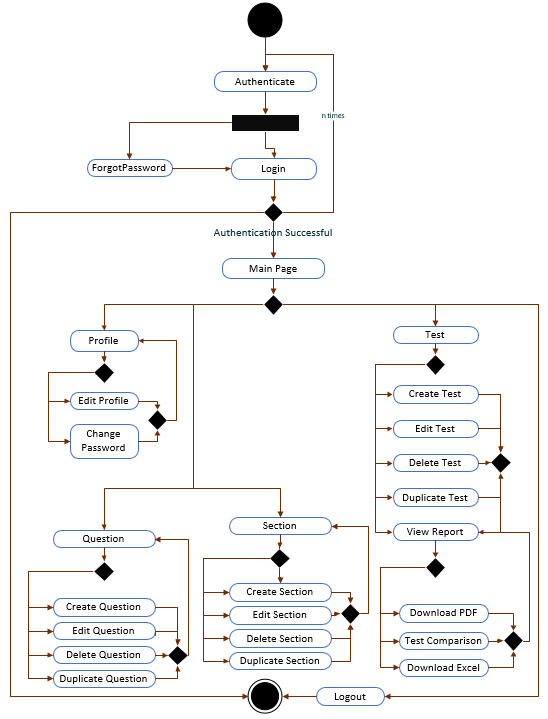 Authenticate
n times
ForgotPassword
Login
Authentication Successful
Main Page
Profile
Test
Edit Profile
Change
Password
Create Test
Edit Test
Delete Test
Duplicate Test
View Report
Question
Section
Create Question
Edit Question
Delete Question
Duplicate Question
Create Section
Edit Section
Delete Section
Duplicate Section
Download PDF
Test Comparison
Download Excel
Logout